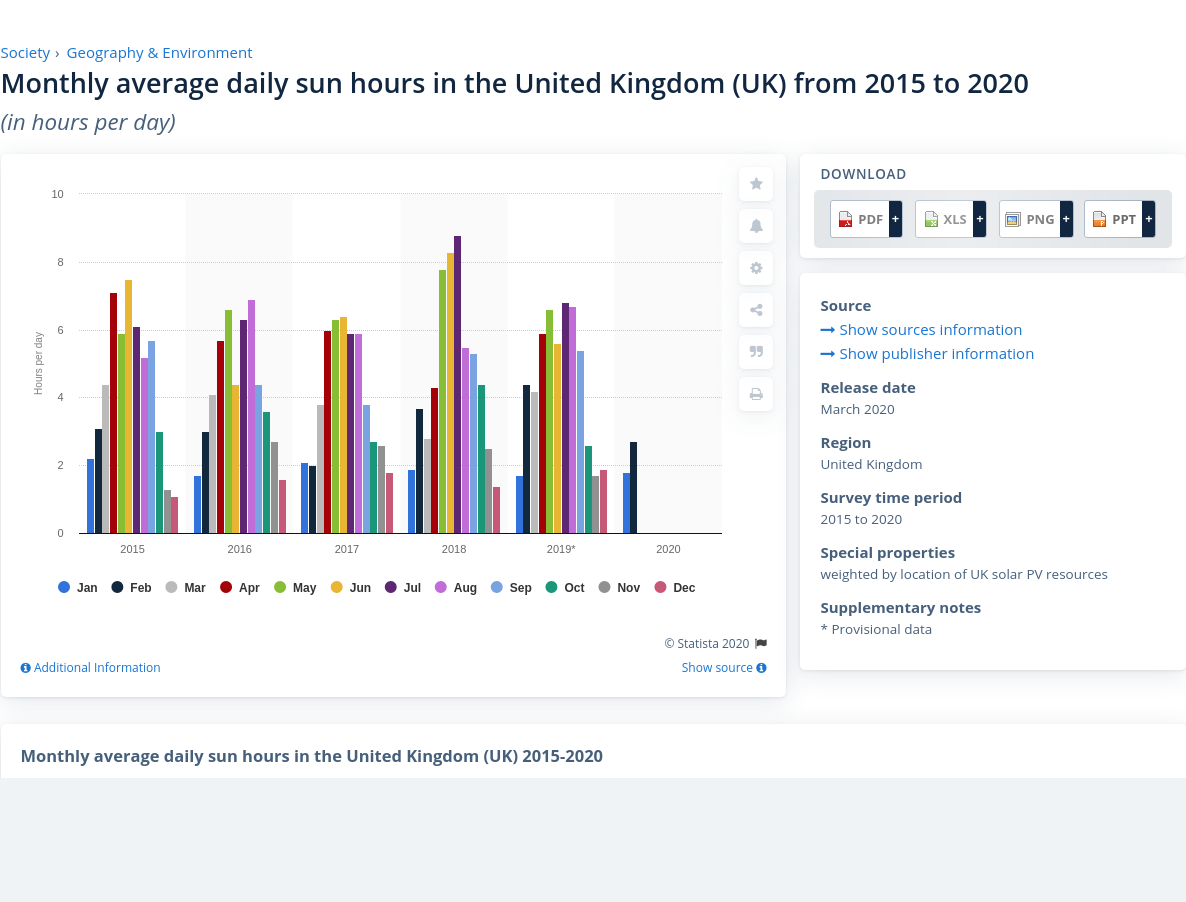 Society › Geography & Environment
Monthly average daily sun hours in the United Kingdom (UK) from 2015 to 2020
(in hours per day)
10
8
6
4
2
0
Hours per day
2015 2016 2017 2018 2019* 2020
Jan Feb Mar Apr May Jun Jul Aug Sep Oct Nov Dec
© Statista 2020
Additional Information
Show source
DOWNLOAD
PDF + XLS + PNG + PPT +
Source
Show sources information
Show publisher information
Release date
March 2020
Region
United Kingdom
Survey time period
2015 to 2020
Special properties
weighted by location of UK solar PV resources
Supplementary notes
* Provisional data
Monthly average daily sun hours in the United Kingdom (UK) 2015-2020